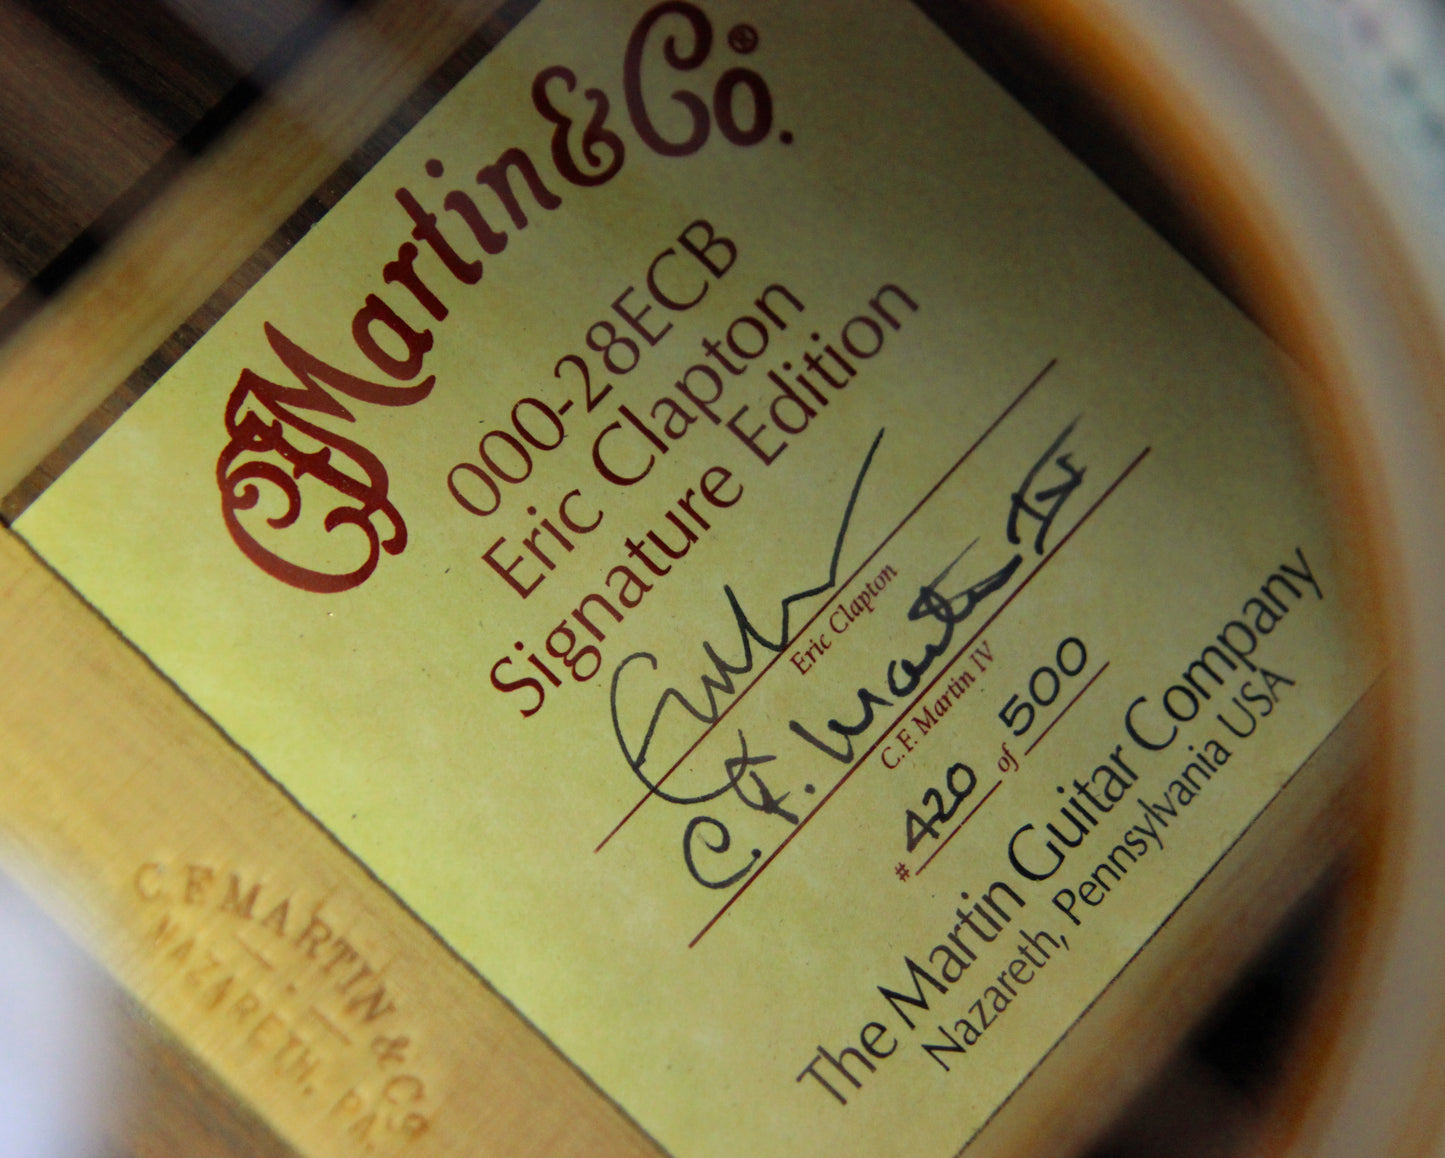 CFMartin & Co.®
000-28ECB
Eric Clapton
Signature Edition
Eric Clapton
C. F. Martin IV
C.F. Martin IV
# 420 of 500
The Martin Guitar Company
Nazareth, Pennsylvania USA
C. F. MARTIN & Co
NAZARETH, PA.